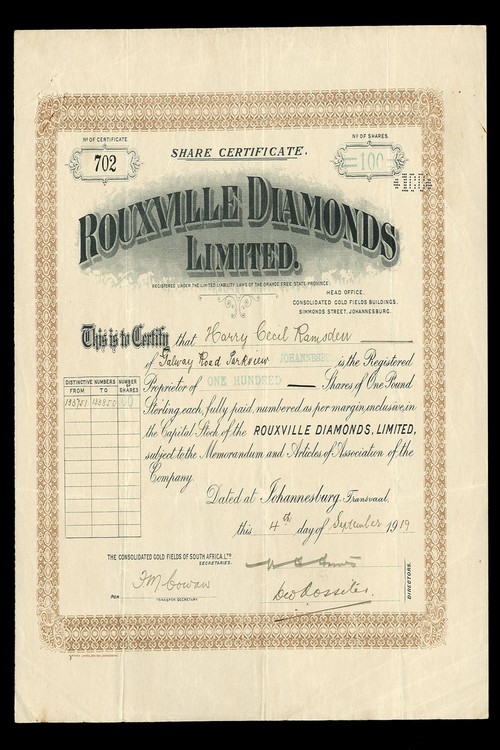 No OF CERTIFICATE
702
SHARE CERTIFICATE.
No OF SHARES
=100=
ROUXVILLE DIAMONDS
LIMITED.
REGISTERED UNDER THE LIMITED LIABILITY LAWS OF THE ORANGE FREE STATE PROVINCE
HEAD OFFICE.
CONSOLIDATED GOLD FIELDS BUILDINGS,
SIMMONDS STREET, JOHANNESBURG.
This is to Certify that Harry Cecil Ramsden
of Galway Road Parkview JOHANNESBURG is the Registered
Proprietor of ONE HUNDRED Shares of One Pound
DISTINCTIVE NUMBERS NUMBER OF SHARES
FROM TO
Sterling each, fully paid, numbered, as per margin, inclusive, in
the Capital Stock of the ROUXVILLE DIAMONDS, LIMITED,
subject to the Memorandum and Articles of Association of the
Company.
Dated at Johannesburg, Transvaal,
this 4th day of September 1919
THE CONSOLIDATED GOLD FIELDS OF SOUTH AFRICA, LTD
SECRETARIES.
PER
TRANSFER SECRETARY
Geo Rossiter
DIRECTORS.